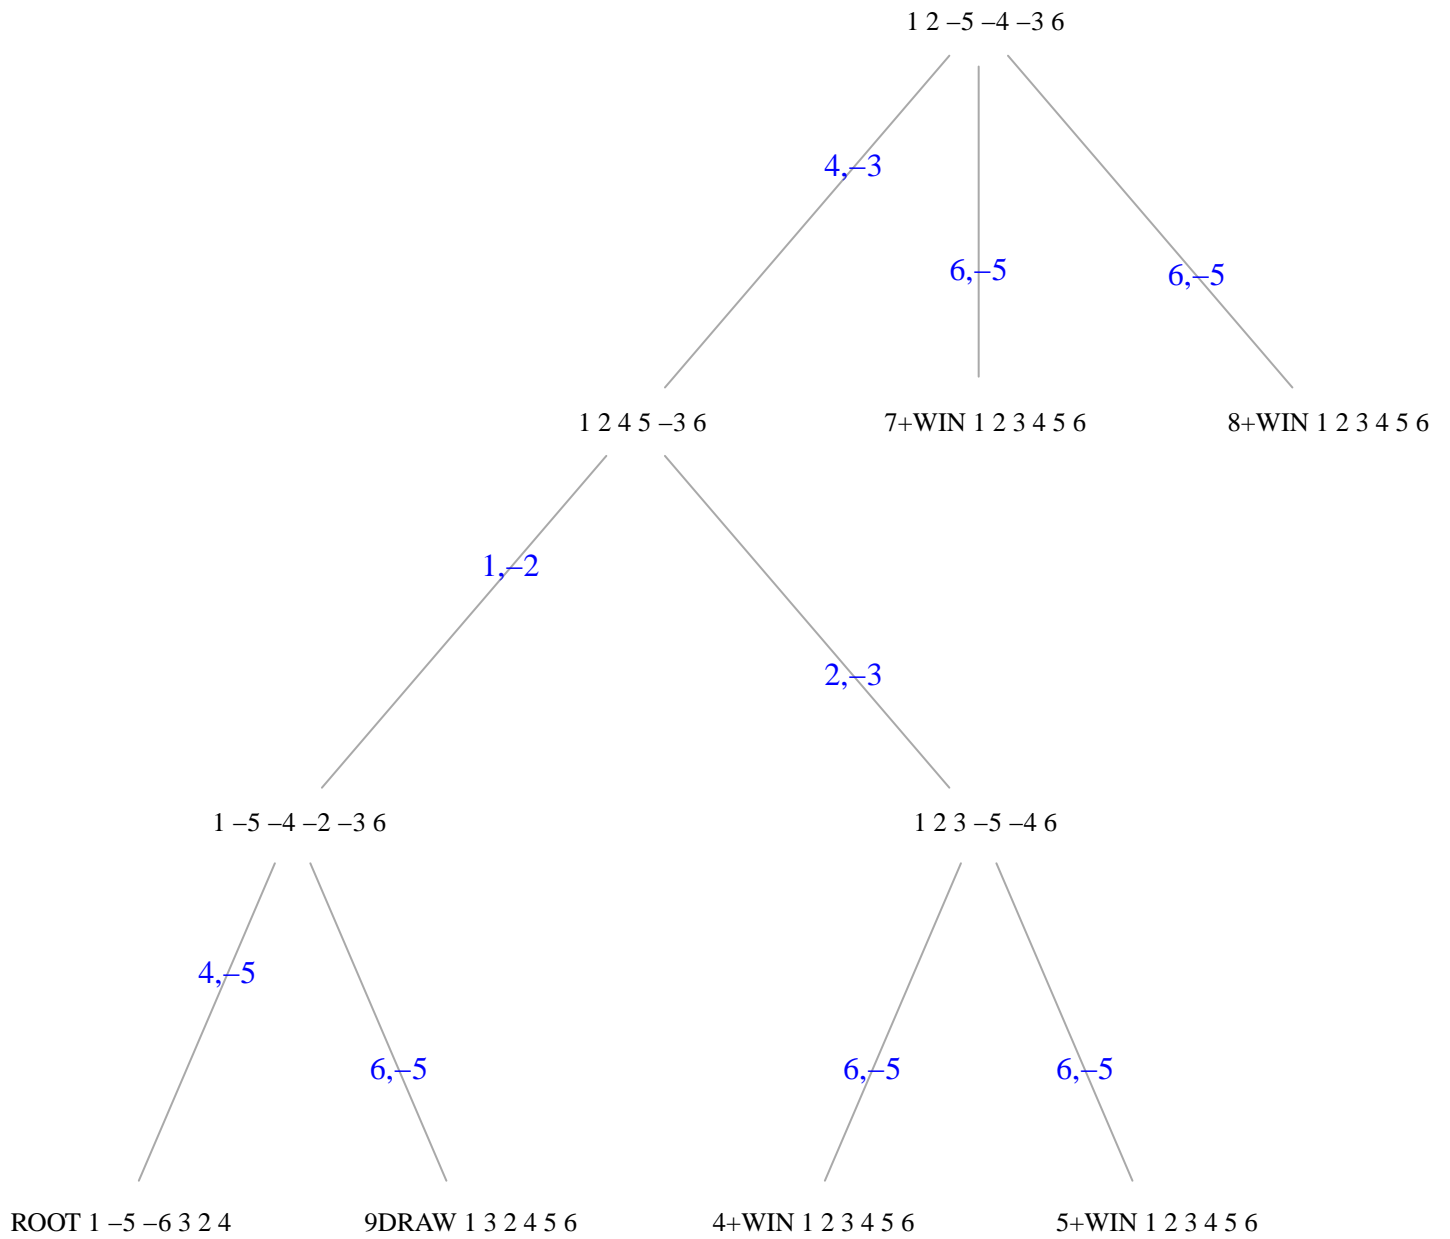 1 2 –5 –4 –3 6
4,–3
6,–5
6,–5
1 2 4 5 –3 6
7+WIN 1 2 3 4 5 6
8+WIN 1 2 3 4 5 6
1,–2
2,–3
1 –5 –4 –2 –3 6
1 2 3 –5 –4 6
4,–5
6,–5
6,–5
6,–5
ROOT 1 –5 –6 3 2 4
9DRAW 1 3 2 4 5 6
4+WIN 1 2 3 4 5 6
5+WIN 1 2 3 4 5 6